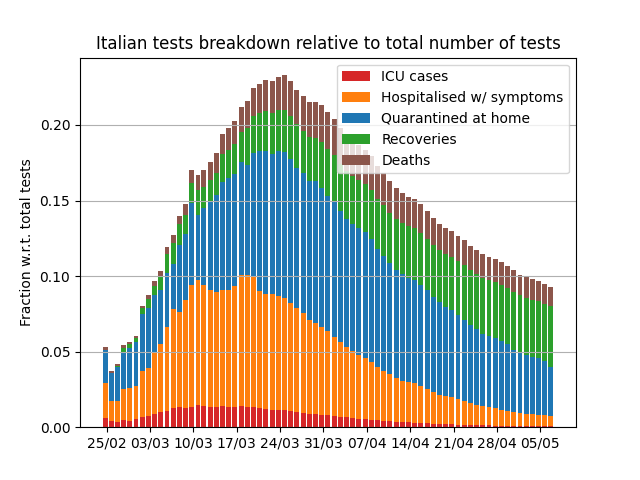 Italian tests breakdown relative to total number of tests
ICU cases
Hospitalised w/ symptoms
Quarantined at home
Recoveries
Deaths
Fraction w.r.t. total tests
0.20
0.15
0.10
0.05
0.00
25/02 03/03 10/03 17/03 24/03 31/03 07/04 14/04 21/04 28/04 05/05